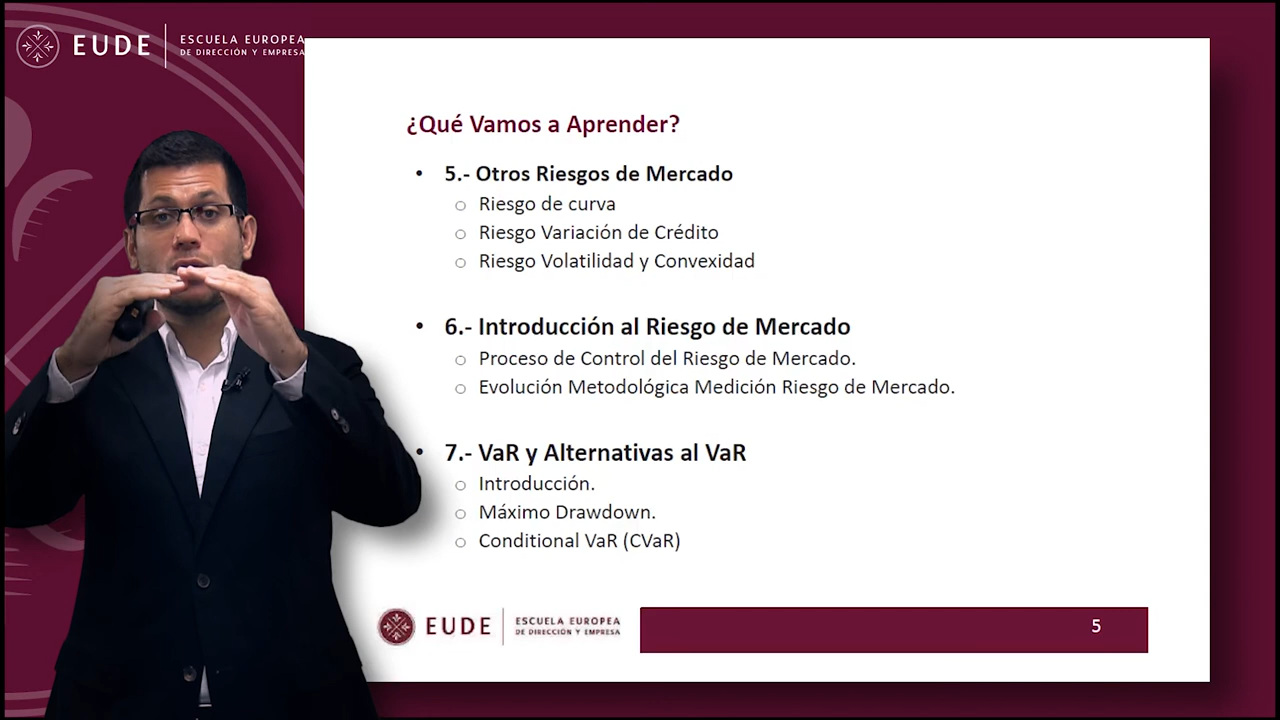 EUDE
ESCUELA EUROPEA
DE DIRECCIÓN Y EMPRESA
¿Qué Vamos a Aprender?
• 5.- Otros Riesgos de Mercado
○ Riesgo de curva
○ Riesgo Variación de Crédito
○ Riesgo Volatilidad y Convexidad
• 6.- Introducción al Riesgo de Mercado
○ Proceso de Control del Riesgo de Mercado.
○ Evolución Metodológica Medición Riesgo de Mercado.
• 7.- VaR y Alternativas al VaR
○ Introducción.
○ Máximo Drawdown.
○ Conditional VaR (CVaR)
EUDE
ESCUELA EUROPEA
DE DIRECCIÓN Y EMPRESA
5